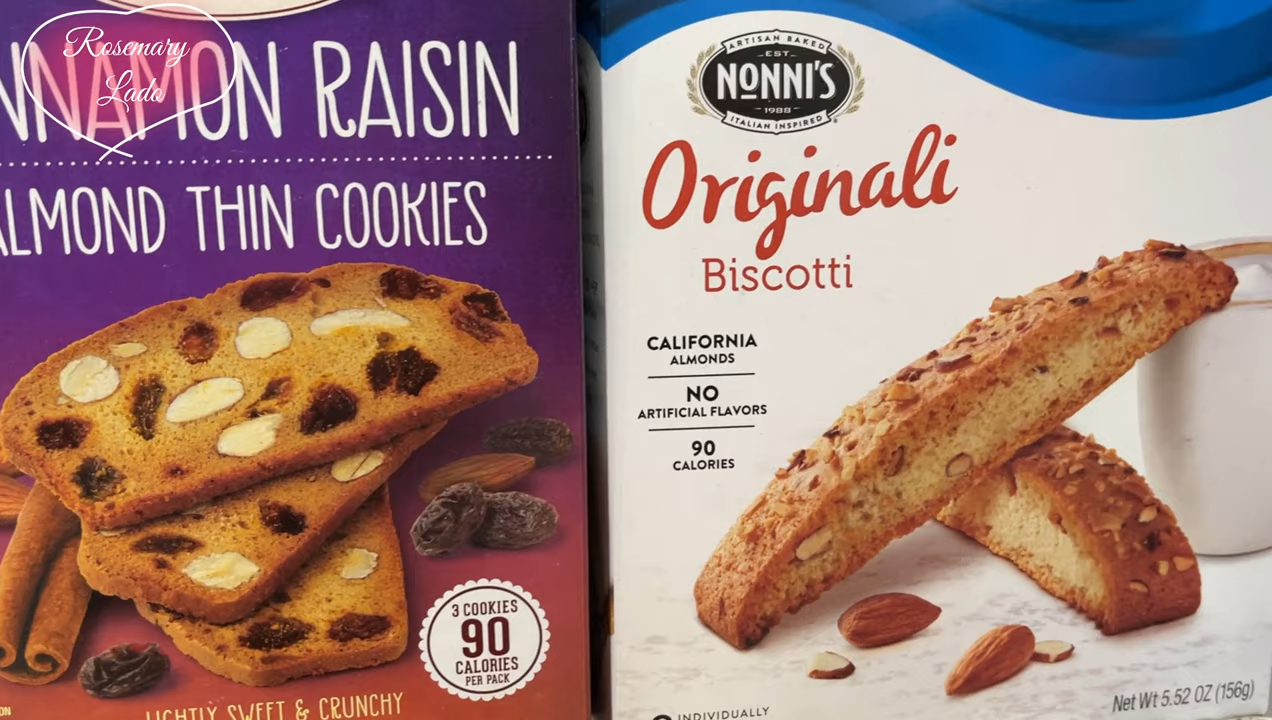 Rosemary
Lado
NNAMON RAISIN
ALMOND THIN COOKIES
3 COOKIES
90
CALORIES
PER PACK
LIGHTLY SWEET & CRUNCHY
ARTISAN BAKED
EST
NONNI'S
1988
ITALIAN INSPIRED
Originali
Biscotti
CALIFORNIA
ALMONDS
NO
ARTIFICIAL FLAVORS
90
CALORIES
INDIVIDUALLY
Net Wt 5.52 OZ (156g)